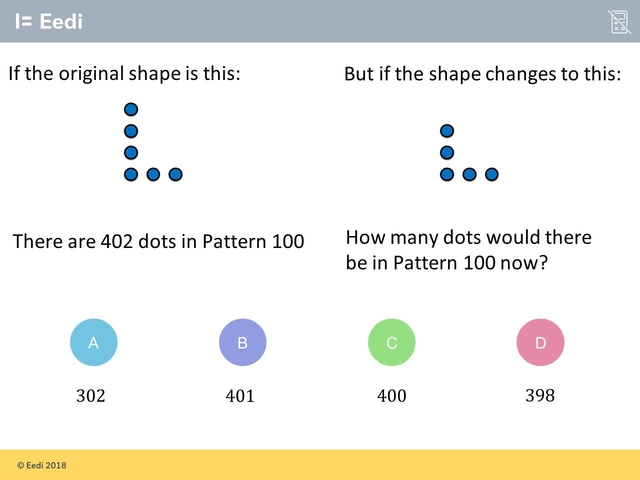 I= Eedi
If the original shape is this:
But if the shape changes to this:
There are 402 dots in Pattern 100
How many dots would there
be in Pattern 100 now?
A
B
C
D
302
401
400
398
© Eedi 2018